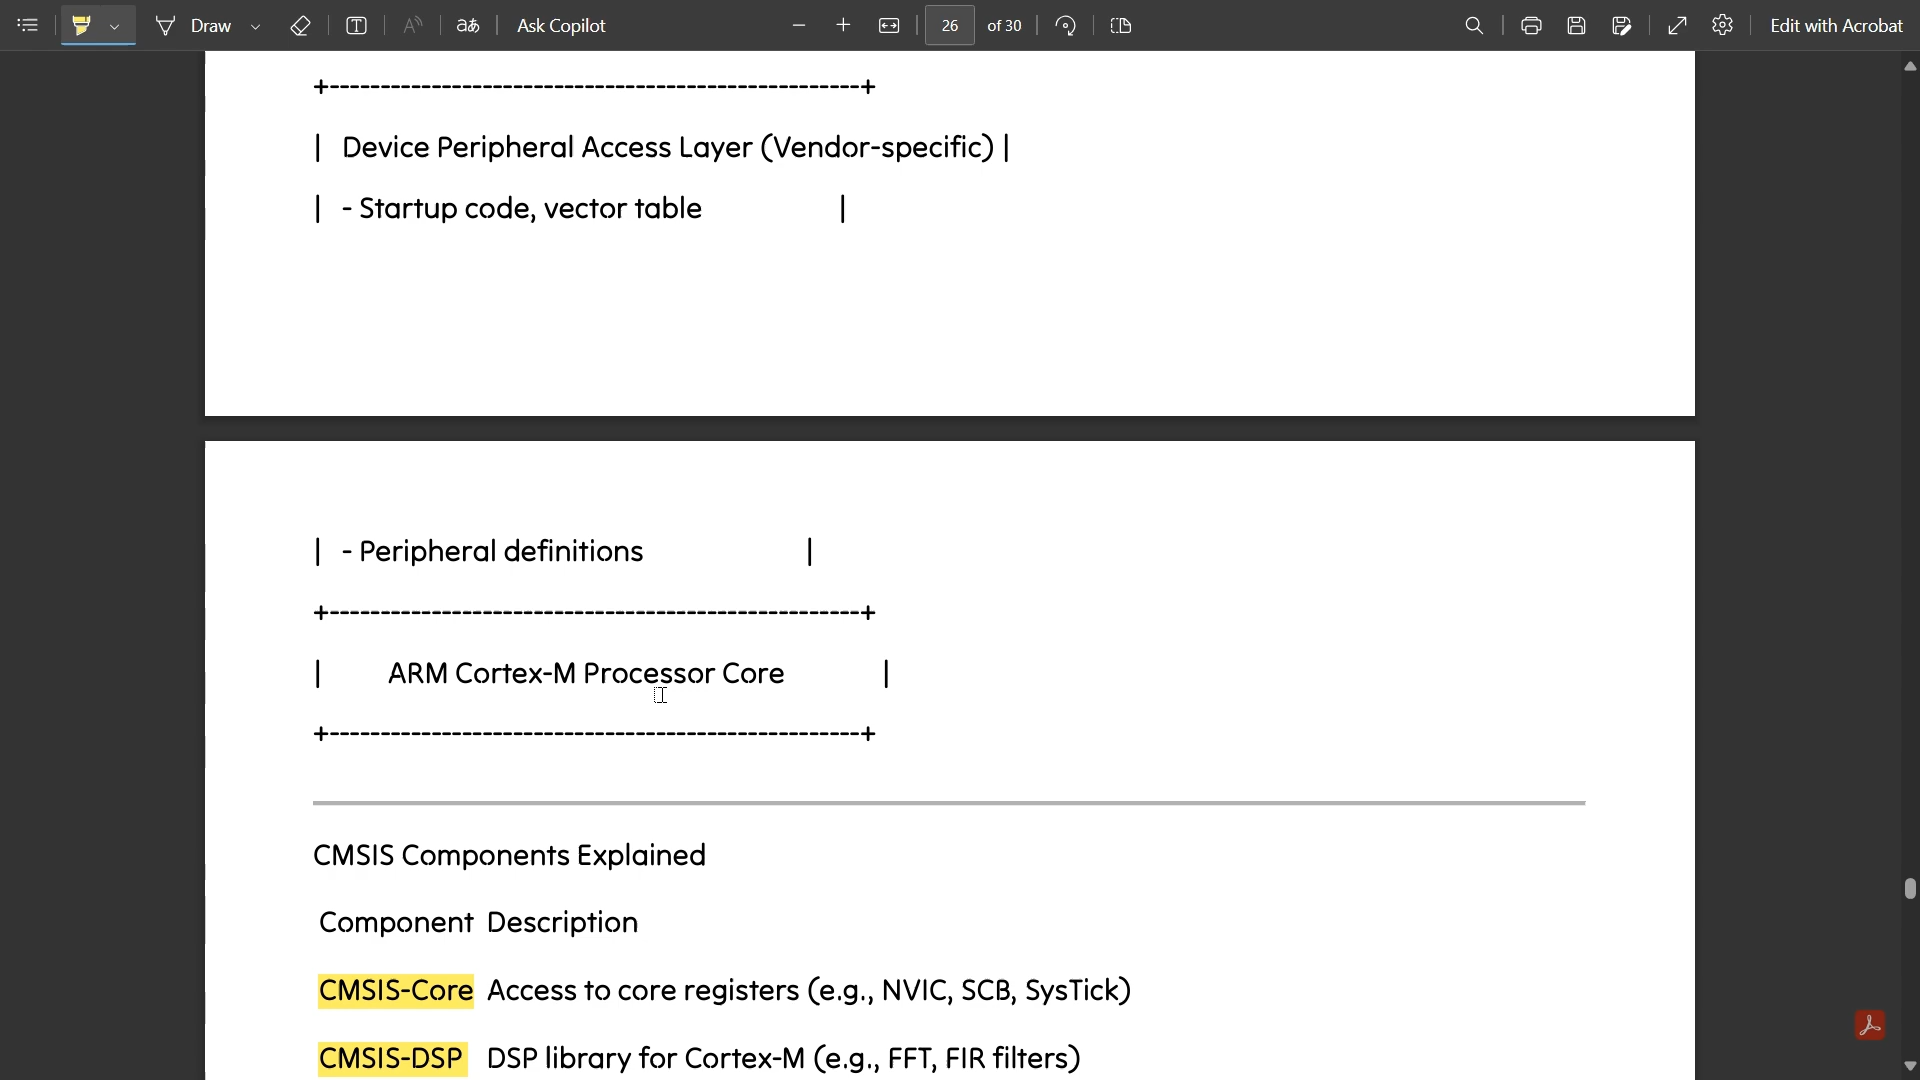 Draw
A
aあ
Ask Copilot
26
of 30
Edit with Acrobat
+----------------------------------------------------+
| Device Peripheral Access Layer (Vendor-specific) |
| - Startup code, vector table |
| - Peripheral definitions |
+----------------------------------------------------+
| ARM Cortex-M Processor Core |
+----------------------------------------------------+
CMSIS Components Explained
Component Description
CMSIS-Core Access to core registers (e.g., NVIC, SCB, SysTick)
CMSIS-DSP DSP library for Cortex-M (e.g., FFT, FIR filters)